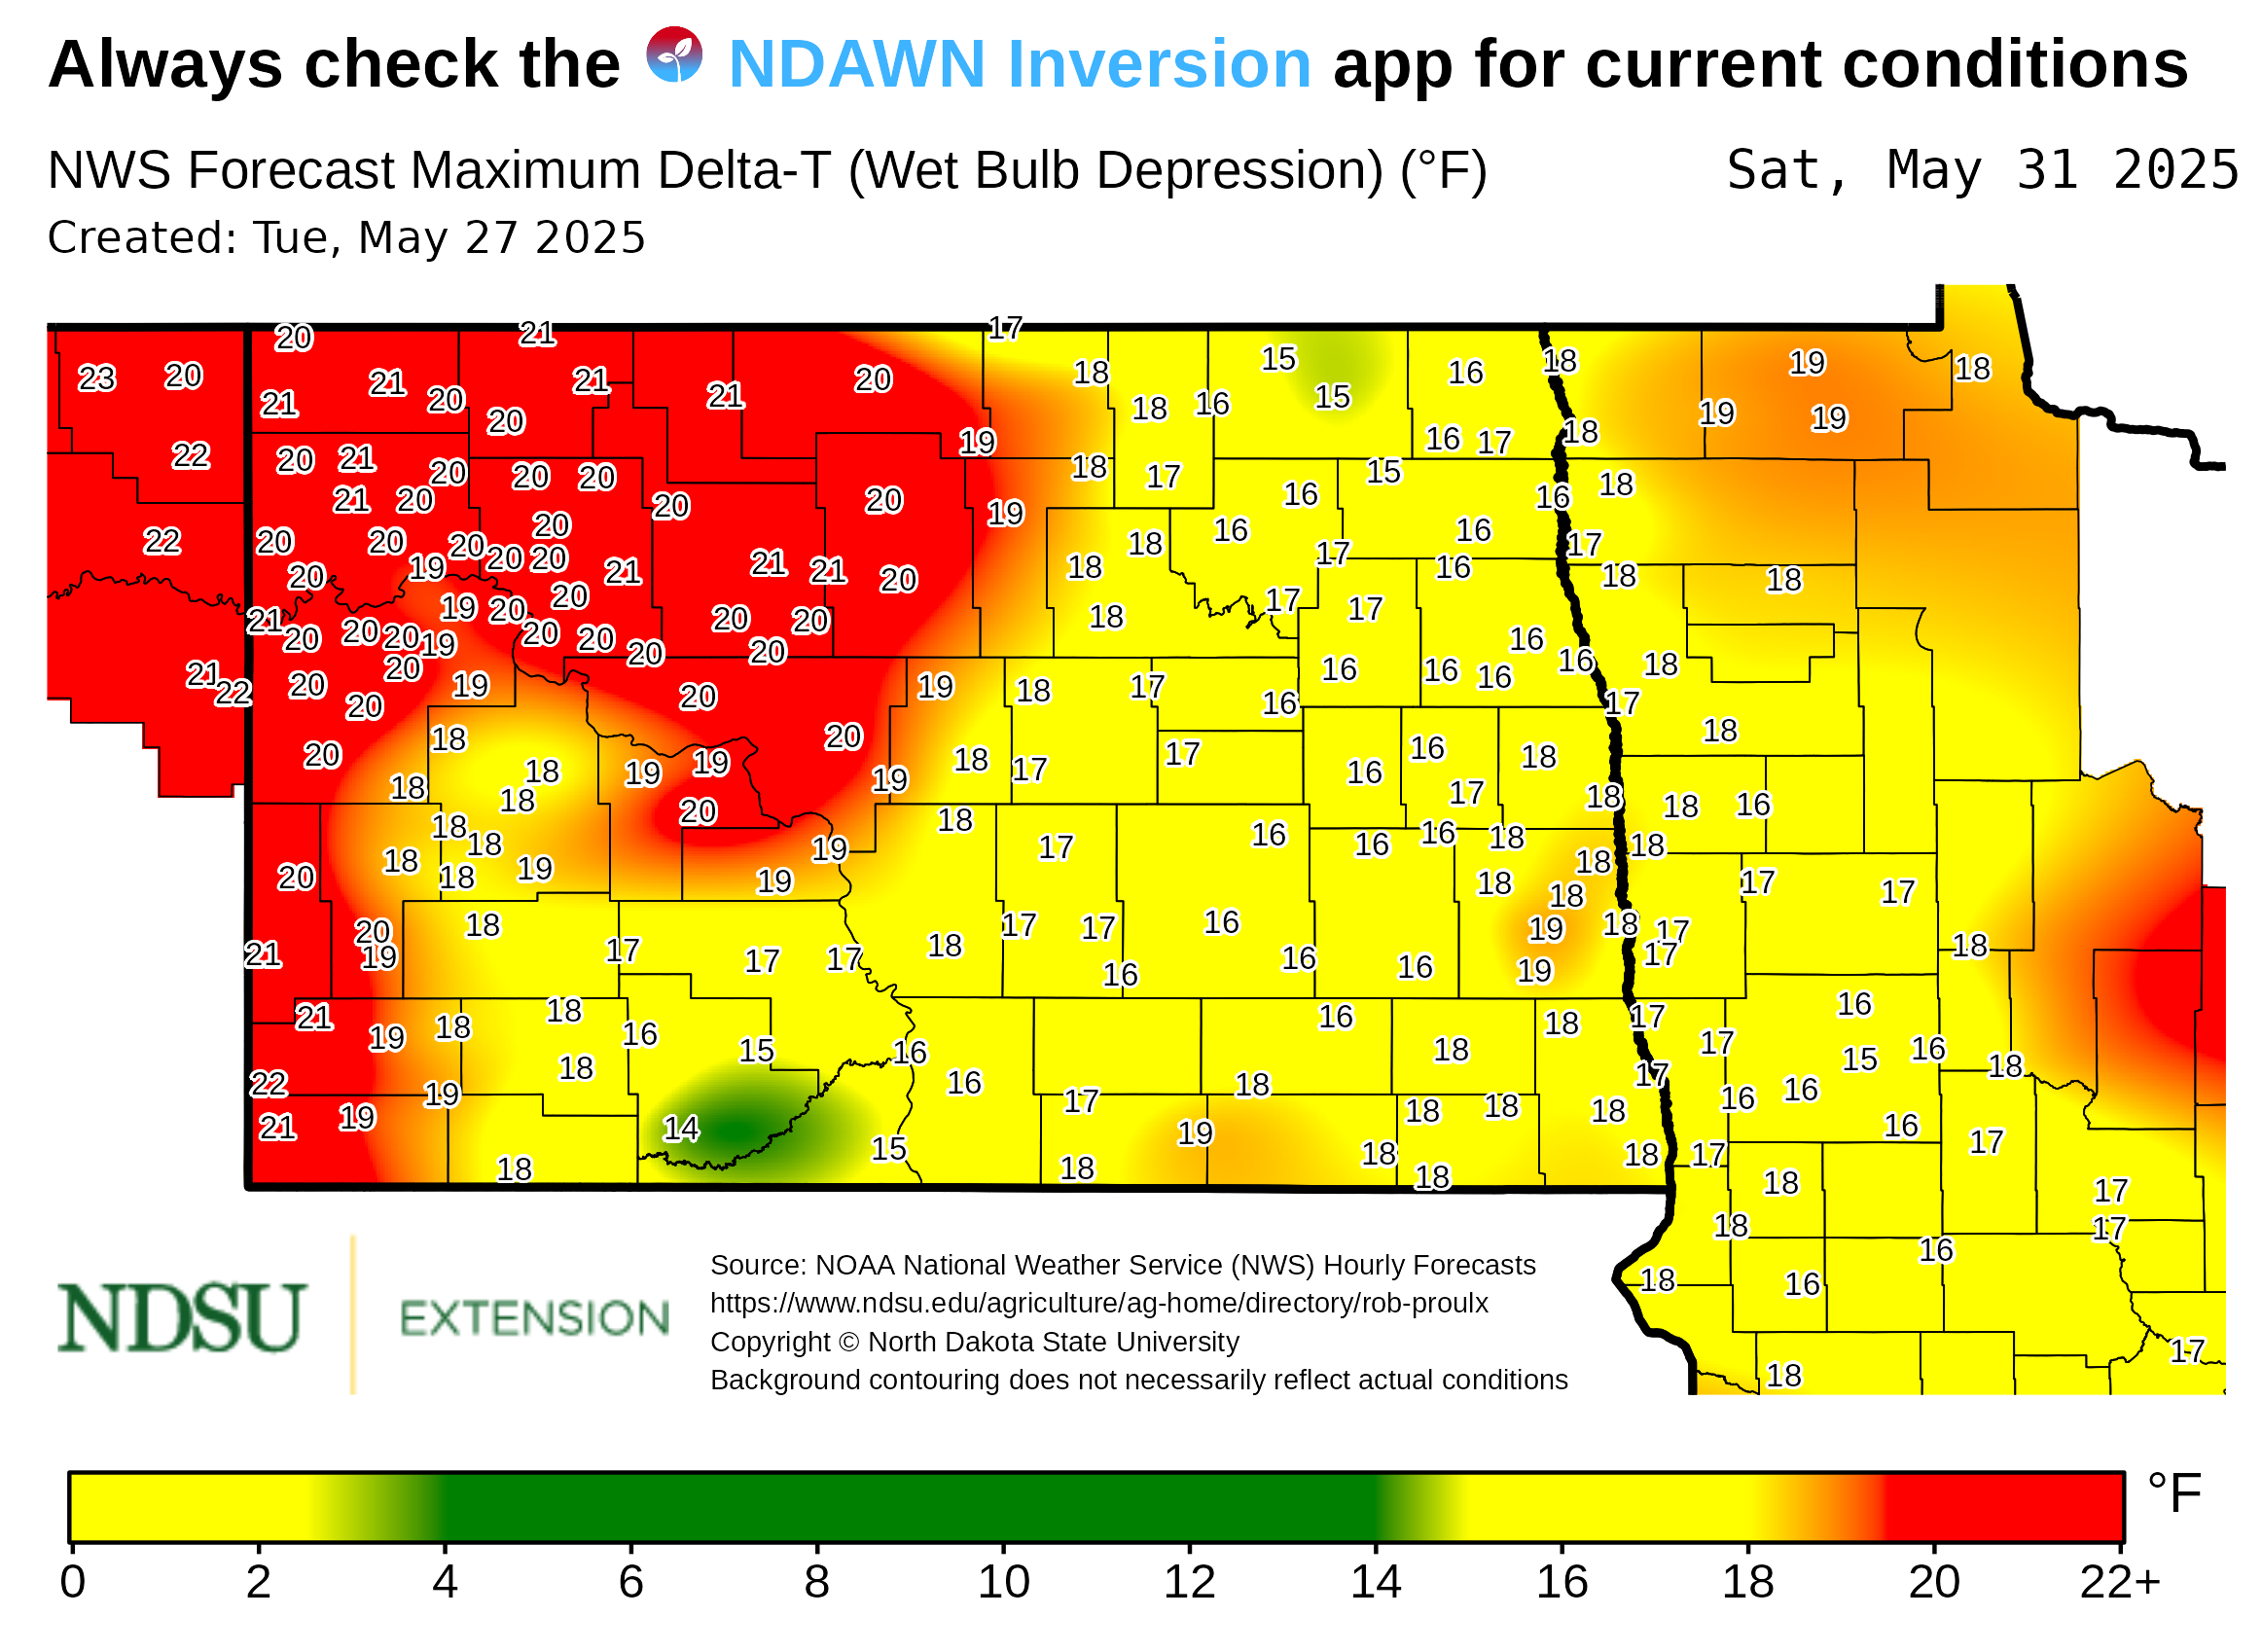 Always check the NDAWN Inversion app for current conditions
NWS Forecast Maximum Delta-T (Wet Bulb Depression) (°F) Sat, May 31 2025
Created: Tue, May 27 2025
20 21 17
23 20 21 21 21 20 18 15 16 18 19 18
21 20 20 18 16 15 19 19
22 20 21 20 20 20 19 18 17 16 17 18 15
21 20 20 20 19 16 16 18
22 20 20 20 20 20 20 21 21 21 18 16 17 16 17
20 19 19 20 20 20 18 16 18 18
21 20 20 20 19 20 20 20 20 20 20 18 17 17 16 16 18
21 22 20 20 20 19 20 19 18 17 16 16 16 16 17
20 18 18 19 19 20 19 18 17 17 16 16 18 18
18 18 20 18 17 18 18 16
18 18 18 19 19 19 17 16 16 16 18 18 18
20 18 18 18 18 17 17
20 19 18 17 17 17 18 17 17 16 19 18 17 17 18
21 16 16 16 19
21 19 18 18 16 15 16 16 18 18 17 17 16
22 19 18 16 18 17 15 16 18
21 19 14 17 18 18 18 16 16 16
18 15 18 19 18 18 18 17 17
18 18 17 17
18 16 16
17
18
NDSU EXTENSION
Source: NOAA National Weather Service (NWS) Hourly Forecasts
https://www.ndsu.edu/agriculture/ag-home/directory/rob-proulx
Copyright © North Dakota State University
Background contouring does not necessarily reflect actual conditions
°F
0 2 4 6 8 10 12 14 16 18 20 22+